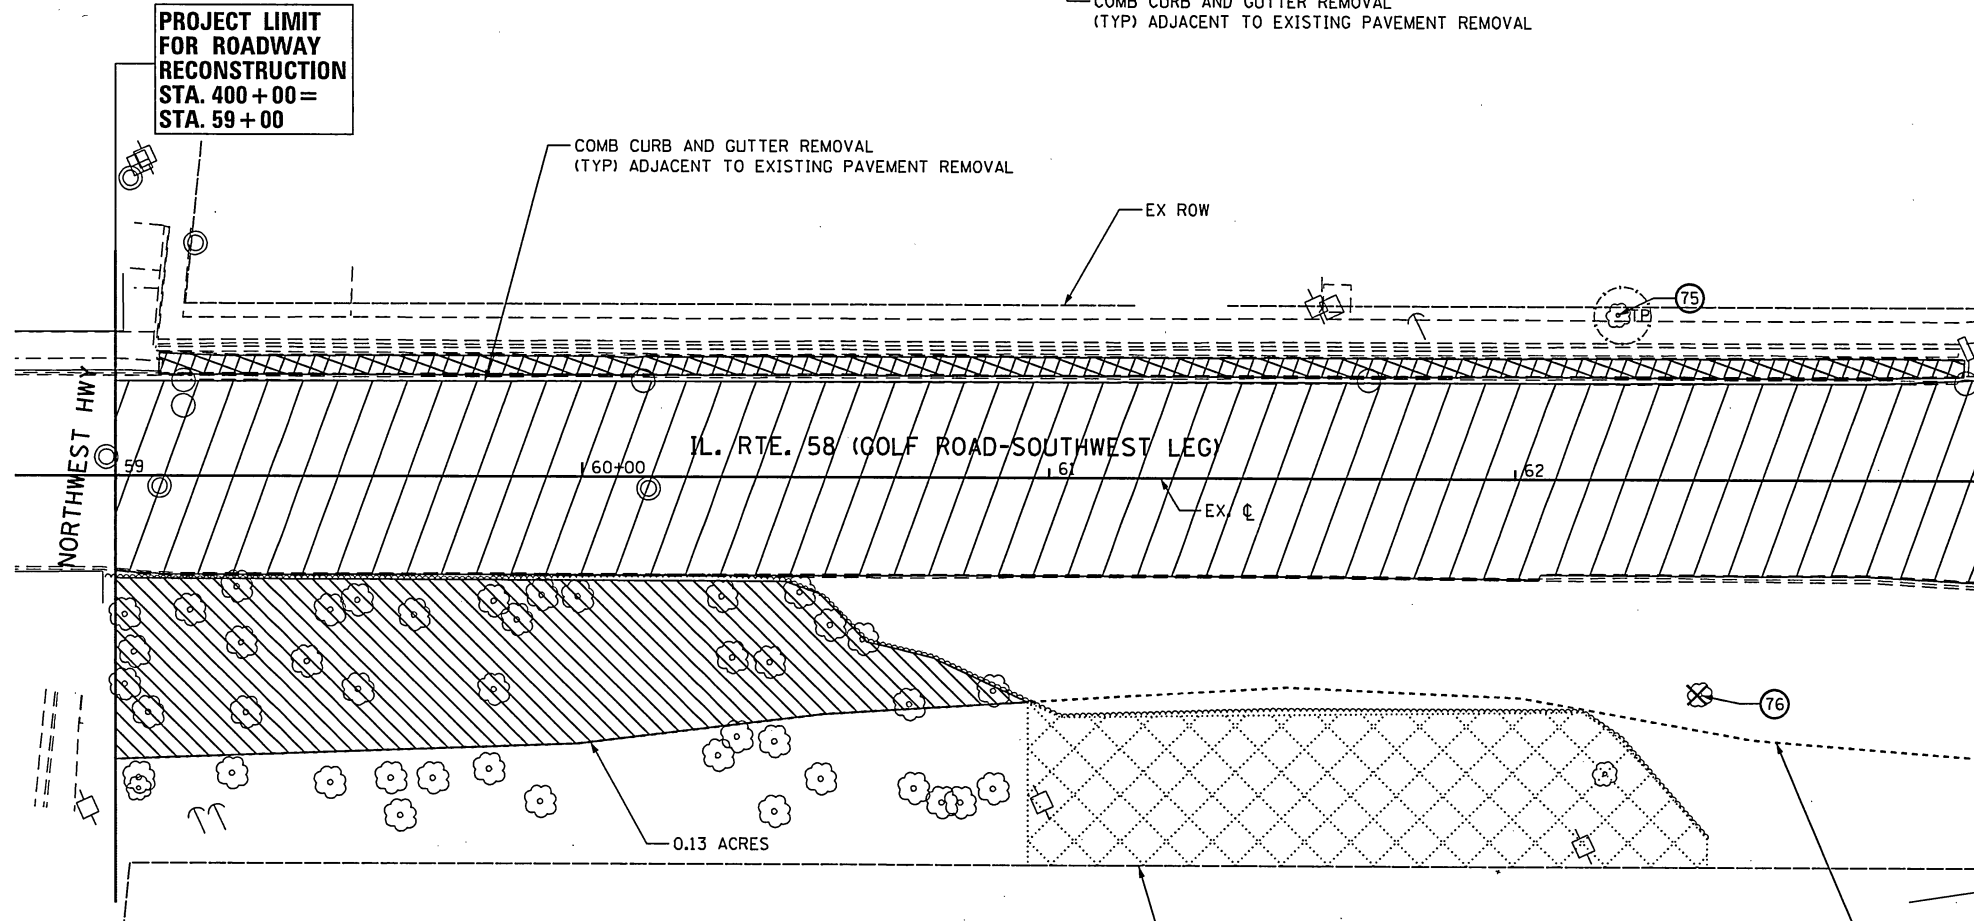 COMB CURB AND GUTTER REMOVAL
(TYP) ADJACENT TO EXISTING PAVEMENT REMOVAL
PROJECT LIMIT
FOR ROADWAY
RECONSTRUCTION
STA. 400+00=
STA. 59+00
COMB CURB AND GUTTER REMOVAL
(TYP) ADJACENT TO EXISTING PAVEMENT REMOVAL
EX ROW
75
T.P.
NORTHWEST HWY
IL. RTE. 58 (GOLF ROAD-SOUTHWEST LEG)
59
60+00
61
62
EX. ℄
76
0.13 ACRES